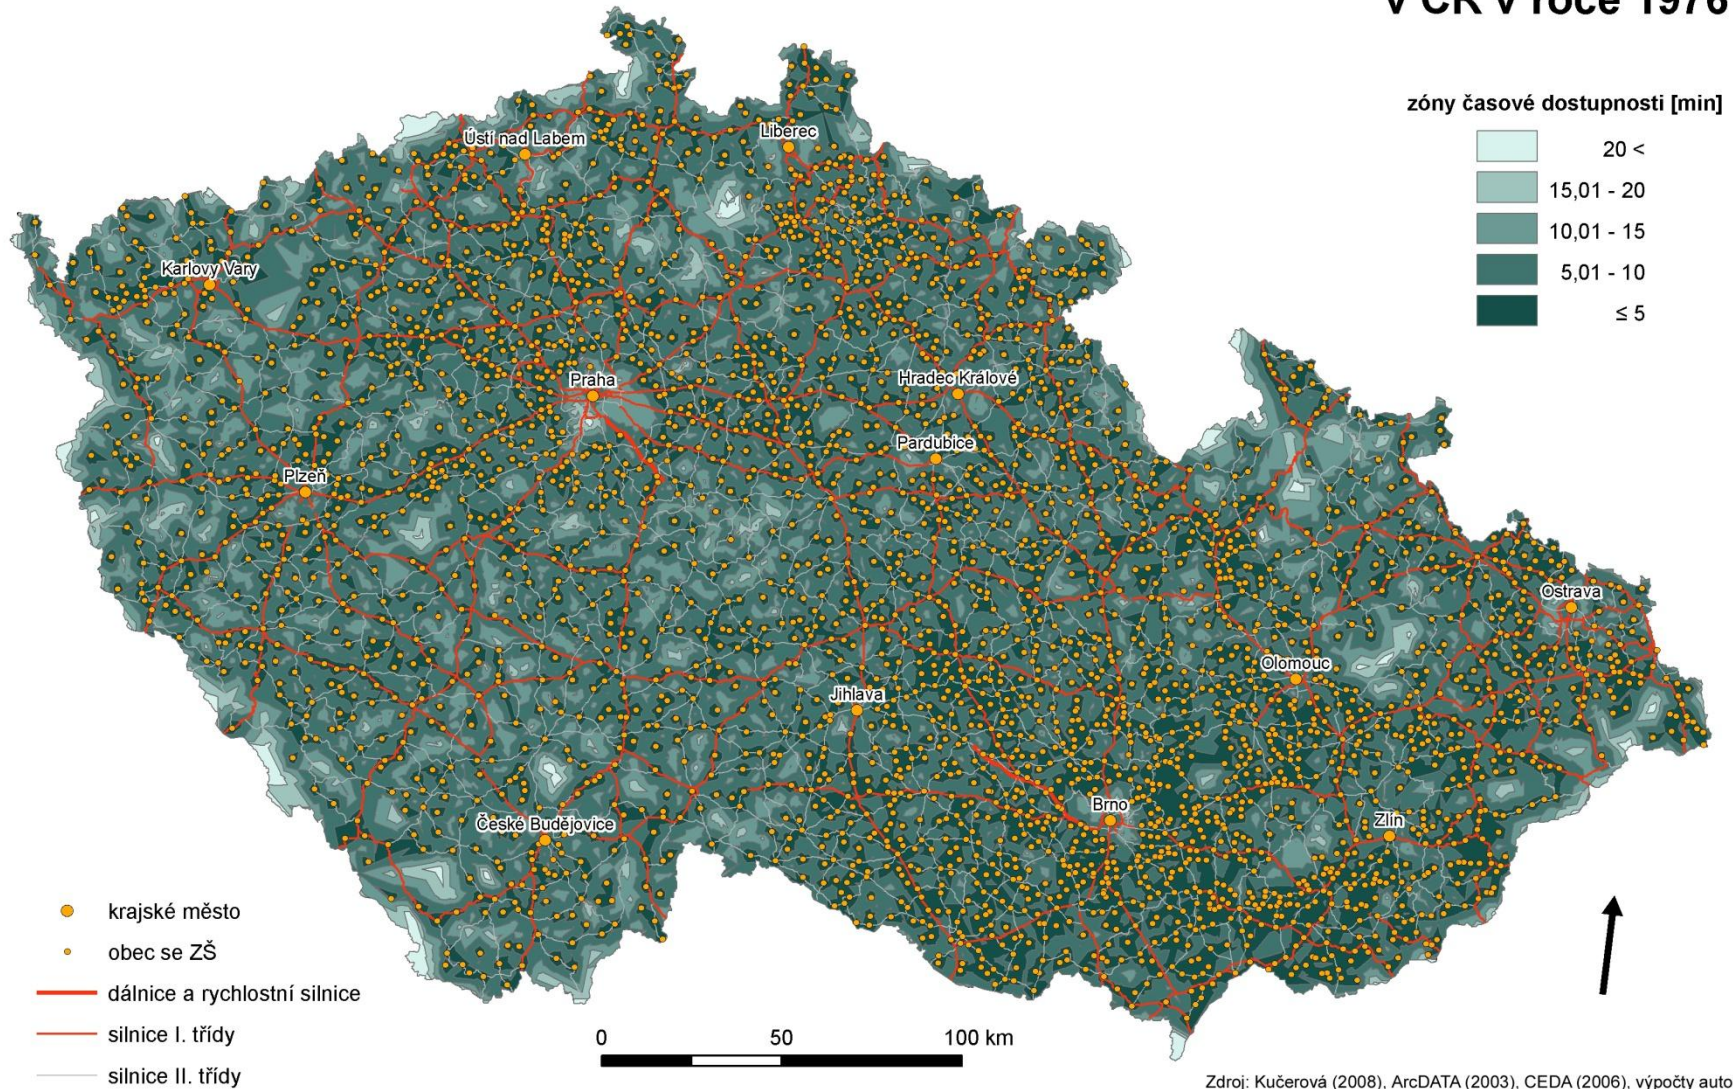 v ČR v roce 1976
zóny časové dostupnosti [min]
20 <
15,01 - 20
10,01 - 15
5,01 - 10
≤ 5
Liberec
Ústí nad Labem
Karlovy Vary
Praha
Hradec Králové
Pardubice
Plzeň
Ostrava
Olomouc
Jihlava
Brno
Zlín
České Budějovice
krajské město
obec se ZŠ
dálnice a rychlostní silnice
silnice I. třídy
silnice II. třídy
0 50 100 km
Zdroj: Kučerová (2008), ArcDATA (2003), CEDA (2006), výpočty auto